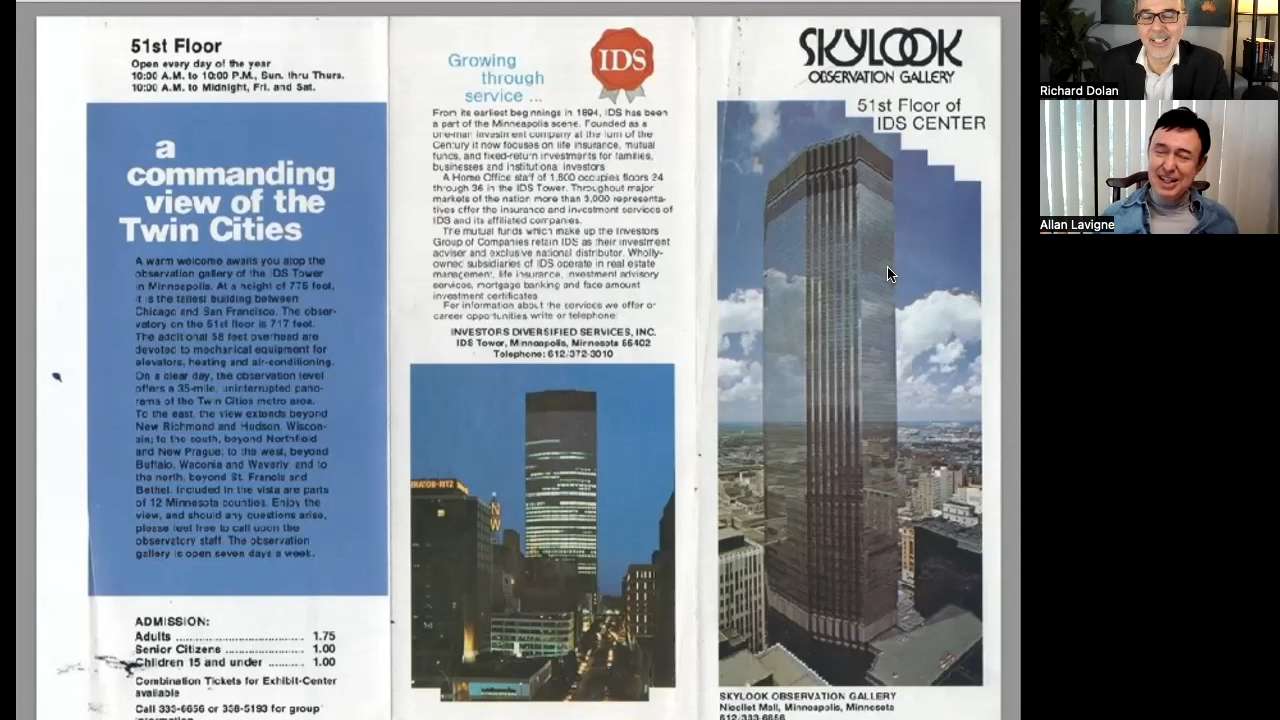 51st Floor
Open every day of the year
10:00 A.M. to 10:00 P.M., Sun. thru Thurs.
10:00 A.M. to Midnight, Fri. and Sat.
a
commanding
view of the
Twin Cities
A warm welcome awaits you atop the
observation gallery of the IDS Tower
in Minneapolis. At a height of 775 feet,
it is the tallest building between
Chicago and San Francisco. The obser-
vatory on the 51st floor is 717 feet.
The additional 58 feet overhead are
devoted to mechanical equipment for
elevators, heating and air-conditioning.
On a clear day, the observation level
offers a 35-mile, uninterrupted pano-
rama of the Twin Cities metro area.
To the east, the view extends beyond
New Richmond and Hudson, Wiscon-
sin; to the south, beyond Northfield
and New Prague; to the west, beyond
Buffalo, Waconia and Waverly; and to
the north, beyond St. Francis and
Bethel. Included in the vista are parts
of 12 Minnesota counties. Enjoy the
view, and should any questions arise,
please feel free to call upon the
observatory staff. The observation
gallery is open seven days a week.
ADMISSION:
Adults ................................ 1.75
Senior Citizens .................... 1.00
Children 15 and under .......... 1.00
Combination Tickets for Exhibit-Center
available
Call 333-6656 or 338-5193 for group
information
Growing
through
service ...
IDS
From its earliest beginnings in 1894, IDS has been
a part of the Minneapolis scene. Founded as a
one-man investment company at the turn of the
Century it now focuses on life insurance, mutual
funds, and fixed-return investments for families,
businesses and institutional investors
A Home Office staff of 1,800 occupies floors 24
through 36 in the IDS Tower. Throughout major
markets of the nation more than 3,000 representa-
tives offer the insurance and investment services of
IDS and its affiliated companies.
The mutual funds which make up the Investors
Group of Companies retain IDS as their investment
adviser and exclusive national distributor. Wholly-
owned subsidiaries of IDS operate in real estate
management, life insurance, investment advisory
services, mortgage banking and face amount
investment certificates
For information about the services we offer or
career opportunities write or telephone:
INVESTORS DIVERSIFIED SERVICES, INC.
IDS Tower, Minneapolis, Minnesota 55402
Telephone: 612/372-3010
NW
SKYLOOK
OBSERVATION GALLERY
51st Floor of
IDS CENTER
SKYLOOK OBSERVATION GALLERY
Nicollet Mall, Minneapolis, Minnesota
612/333-6656
Richard Dolan
Allan Lavigne